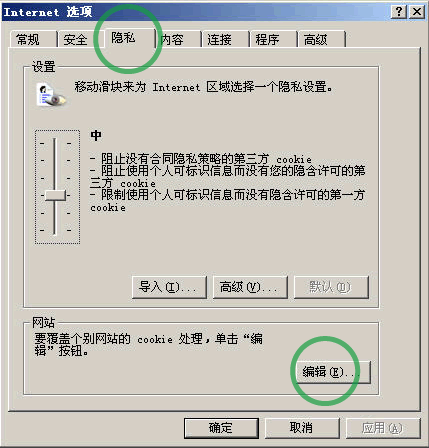 Internet 选项
常规 安全 隐私 内容 连接 程序 高级
设置
移动滑块来为 Internet 区域选择一个隐私设置。
中
- 阻止没有合同隐私策略的第三方 cookie
- 阻止使用个人可标识信息而没有您的隐含许可的第
三方 cookie
- 限制使用个人可标识信息而没有隐含许可的第一方
cookie
导入(I)... 高级(V)... 默认(D)
网站
要覆盖个别网站的 cookie 处理，单击“编
辑”按钮。
编辑(E)...
确定 取消 应用(A)